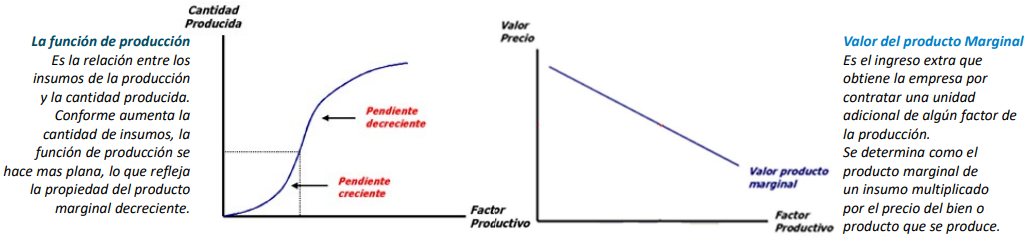 La función de producción
Es la relación entre los
insumos de la producción
y la cantidad producida.
Conforme aumenta la
cantidad de insumos, la
función de producción se
hace mas plana, lo que refleja
la propiedad del producto
marginal decreciente.
Cantidad
Producida
Pendiente
decreciente
Pendiente
creciente
Factor
Productivo
Valor
Precio
Valor producto
marginal
Factor
Productivo
Valor del producto Marginal
Es el ingreso extra que
obtiene la empresa por
contratar una unidad
adicional de algún factor de
la producción.
Se determina como el
producto marginal de
un insumo multiplicado
por el precio del bien o
producto que se produce.